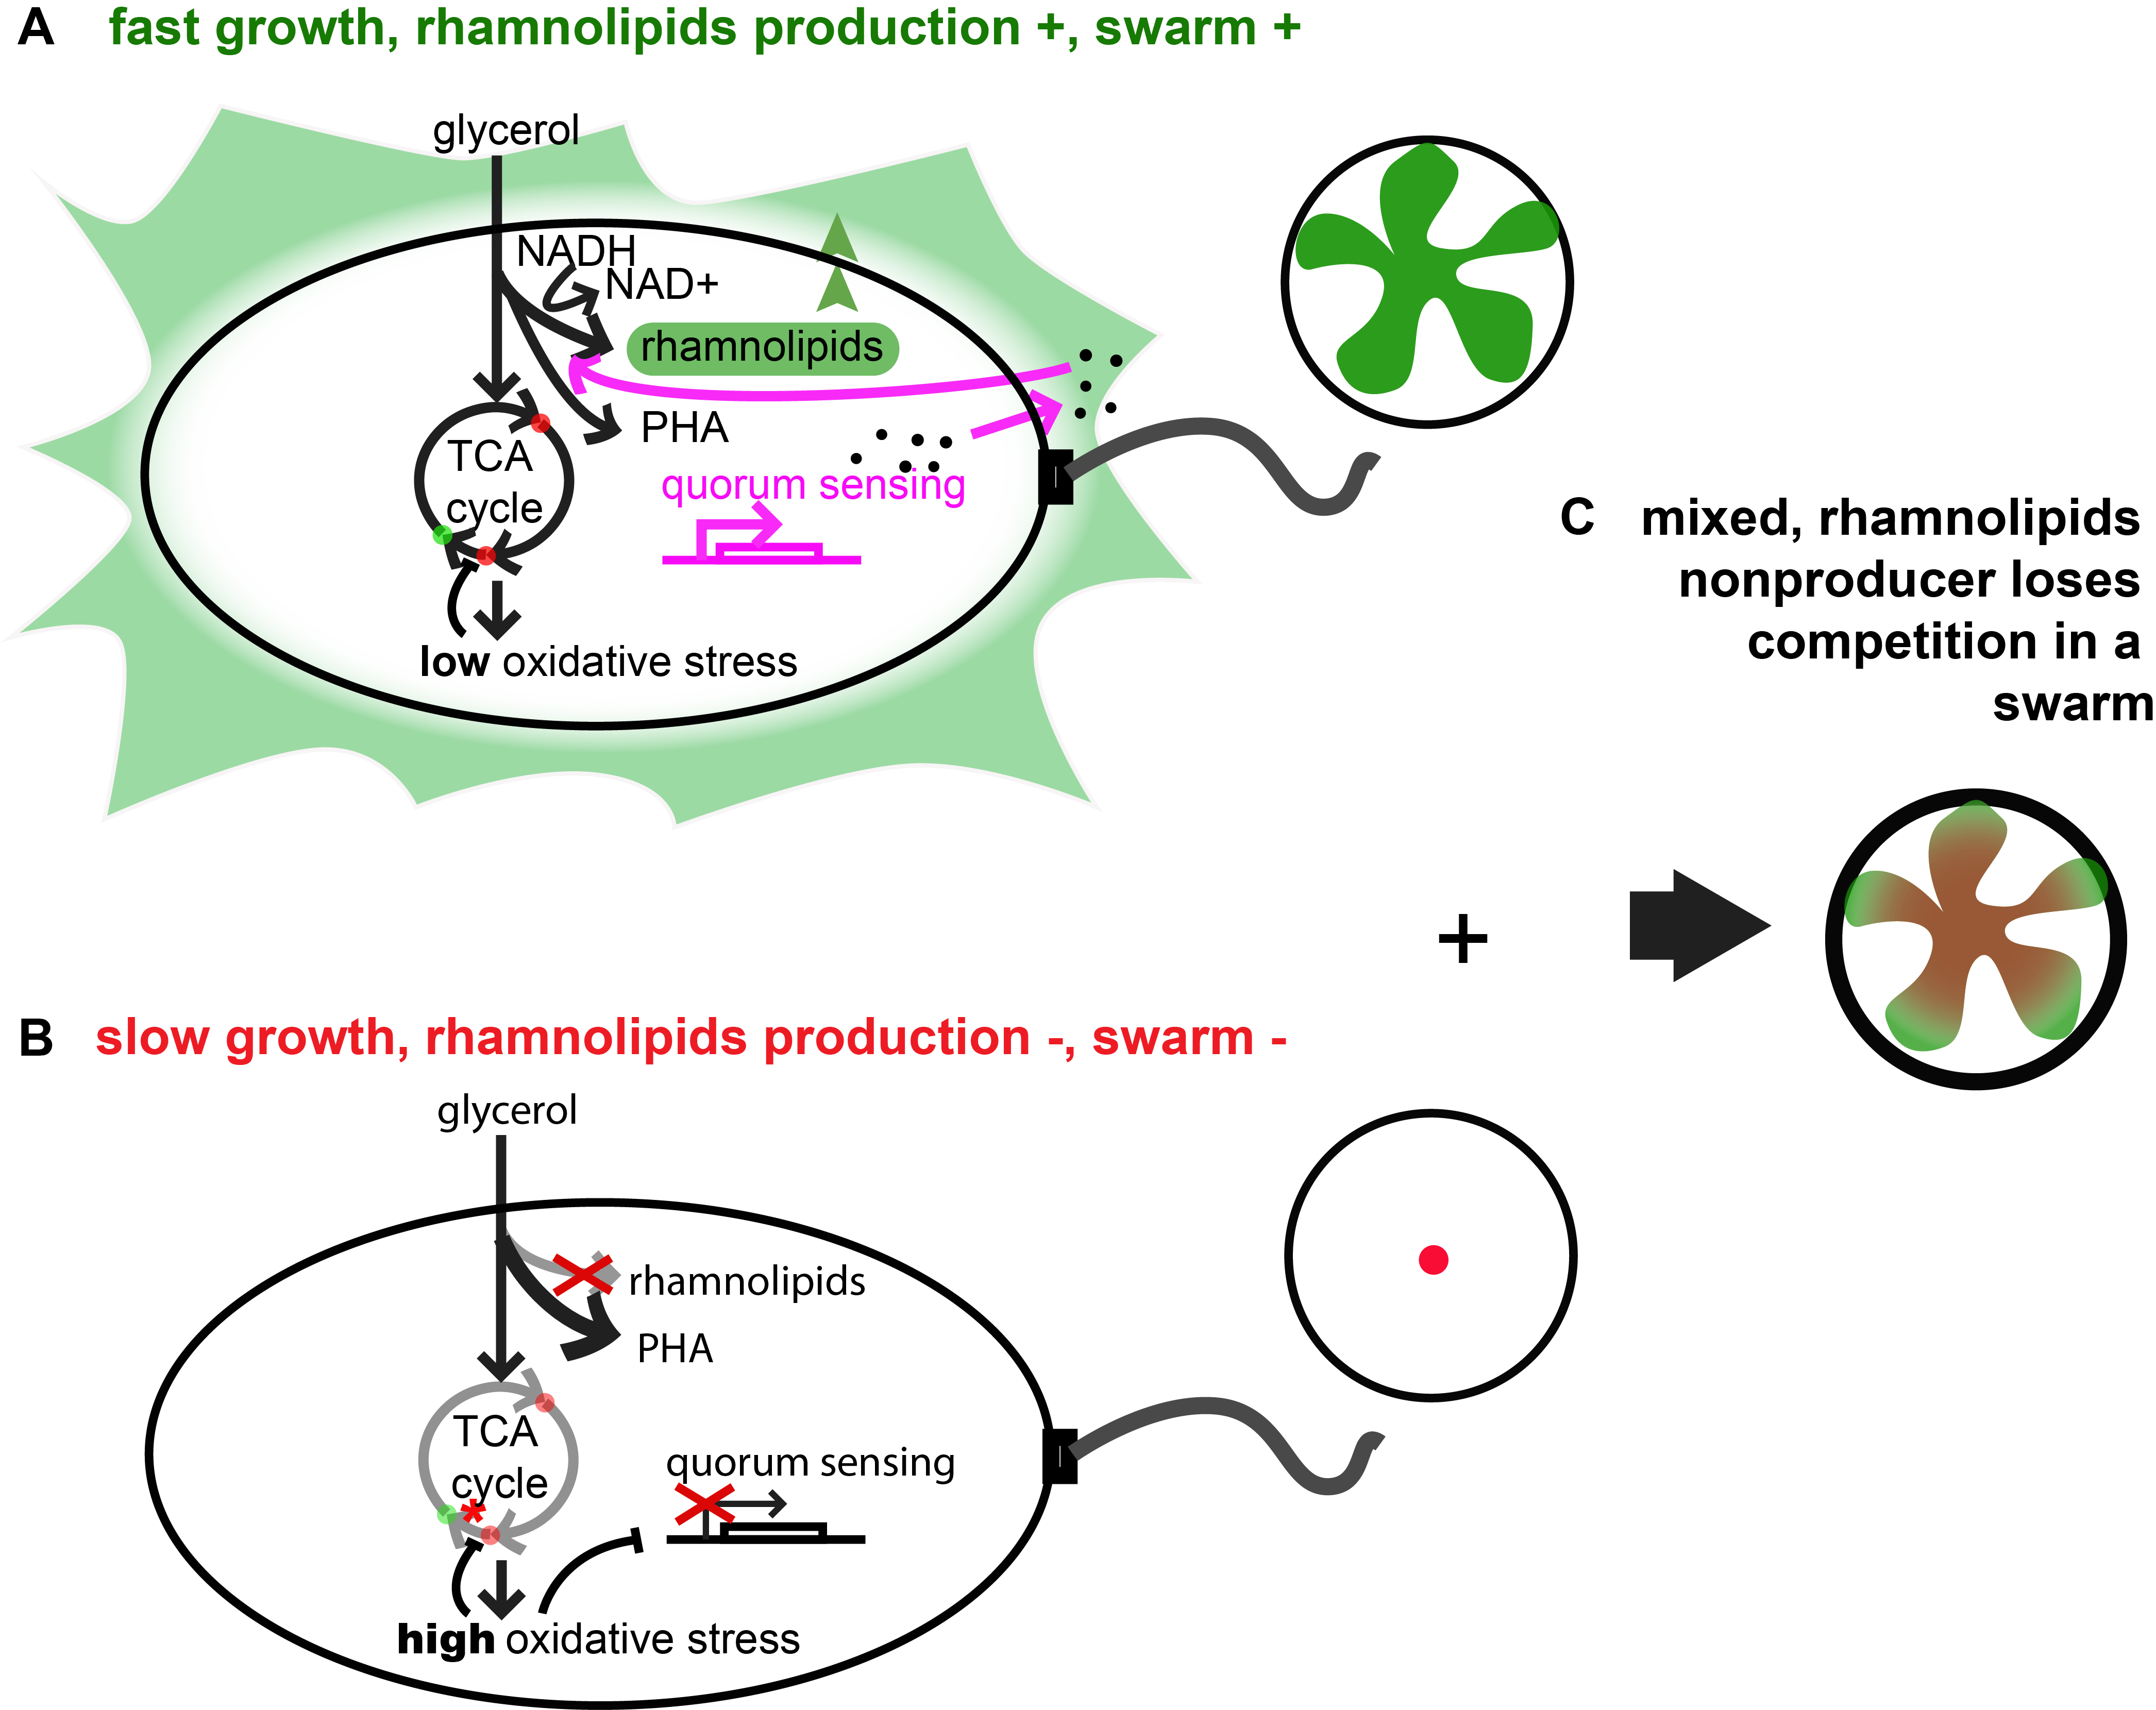 A fast growth, rhamnolipids production +, swarm +
glycerol
NADH
NAD+
rhamnolipids
PHA
TCA
cycle
quorum sensing
low oxidative stress
C mixed, rhamnolipids
nonproducer loses
competition in a
swarm
+
B slow growth, rhamnolipids production -, swarm -
glycerol
rhamnolipids
PHA
TCA
cycle
*
quorum sensing
high oxidative stress